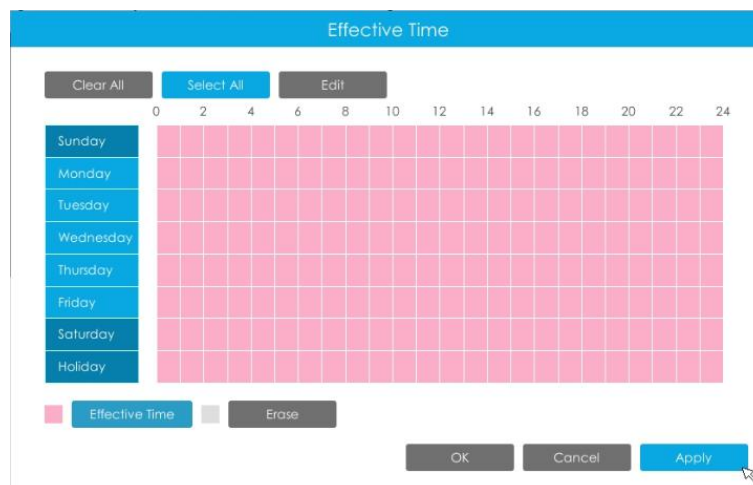 Effective Time
Clear All Select All Edit
0 2 4 6 8 10 12 14 16 18 20 22 24
Sunday
Monday
Tuesday
Wednesday
Thursday
Friday
Saturday
Holiday
Effective Time Erase
OK Cancel Apply